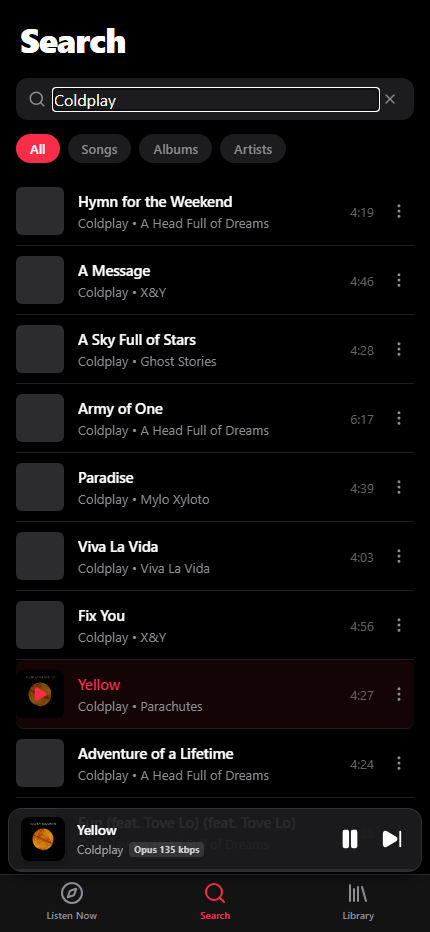 Search
Coldplay
All
Songs
Albums
Artists
Hymn for the Weekend
Coldplay • A Head Full of Dreams
4:19
A Message
Coldplay • X&Y
4:46
A Sky Full of Stars
Coldplay • Ghost Stories
4:28
Army of One
Coldplay • A Head Full of Dreams
6:17
Paradise
Coldplay • Mylo Xyloto
4:39
Viva La Vida
Coldplay • Viva La Vida
4:03
Fix You
Coldplay • X&Y
4:56
Yellow
Coldplay • Parachutes
4:27
Adventure of a Lifetime
Coldplay • A Head Full of Dreams
4:24
Fun (feat. Tove Lo) (feat. Tove Lo)
of Dreams
Yellow
Coldplay
Opus 135 kbps
Listen Now
Search
Library